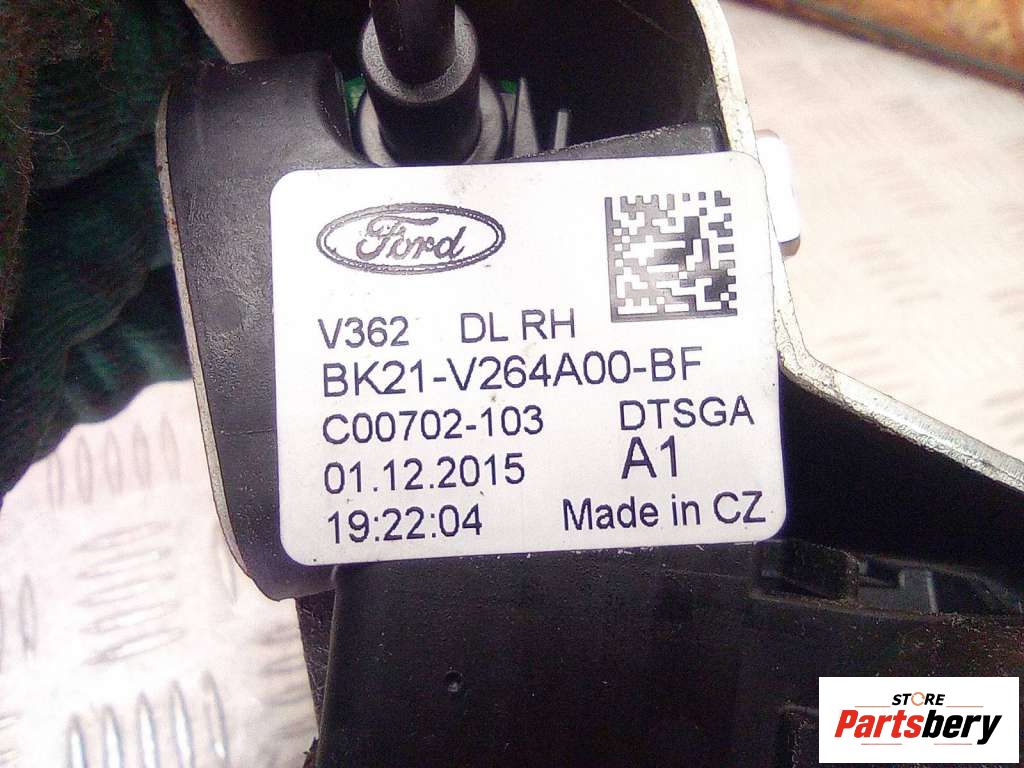 Ford
V362 DL RH
BK21-V264A00-BF
C00702-103 DTSGA
01.12.2015 A1
19:22:04 Made in CZ
STORE
Partsbery